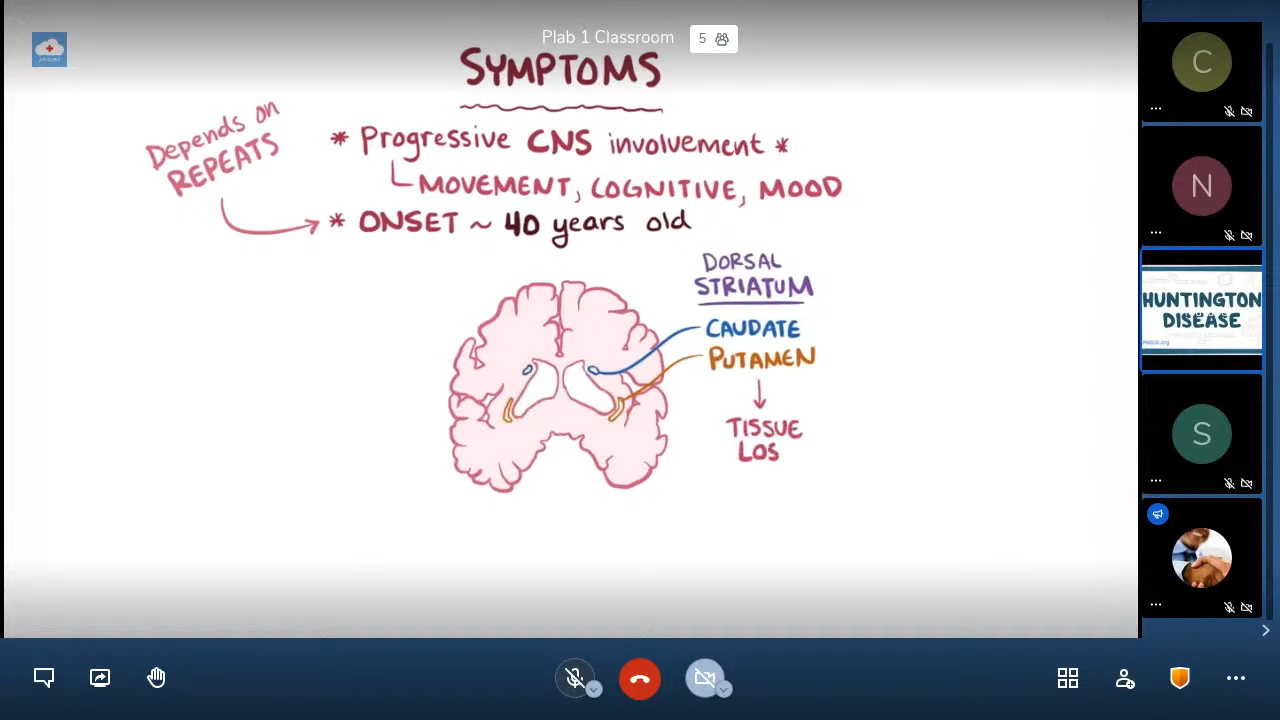 Plab 1 Classroom
5
SYMPTOMS
Depends on
REPEATS
* Progressive CNS involvement *
MOVEMENT, COGNITIVE, MOOD
* ONSET ~ 40 years old
DORSAL
STRIATUM
CAUDATE
PUTAMEN
TISSUE
LOS
C
N
HUNTINGTON
DISEASE
S